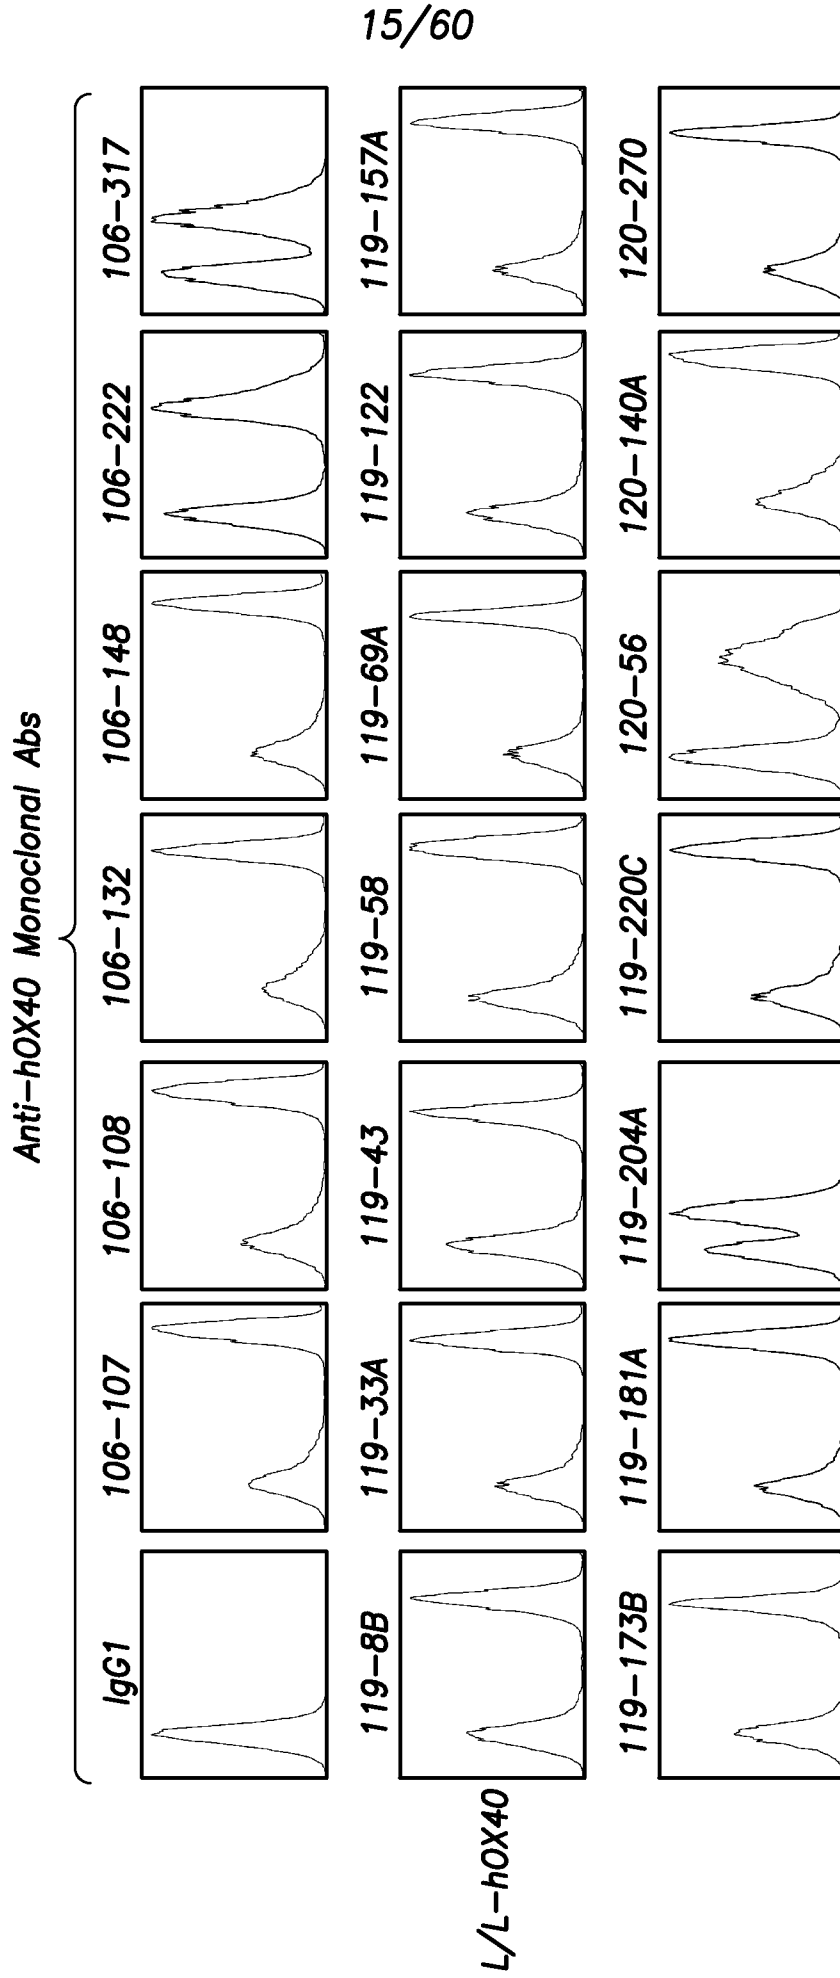 15/60
Anti-hOX40 Monoclonal Abs
IgG1
106-107
106-108
106-132
106-148
106-222
106-317
L/L-hOX40
119-8B
119-33A
119-43
119-58
119-69A
119-122
119-157A
119-173B
119-181A
119-204A
119-220C
120-56
120-140A
120-270